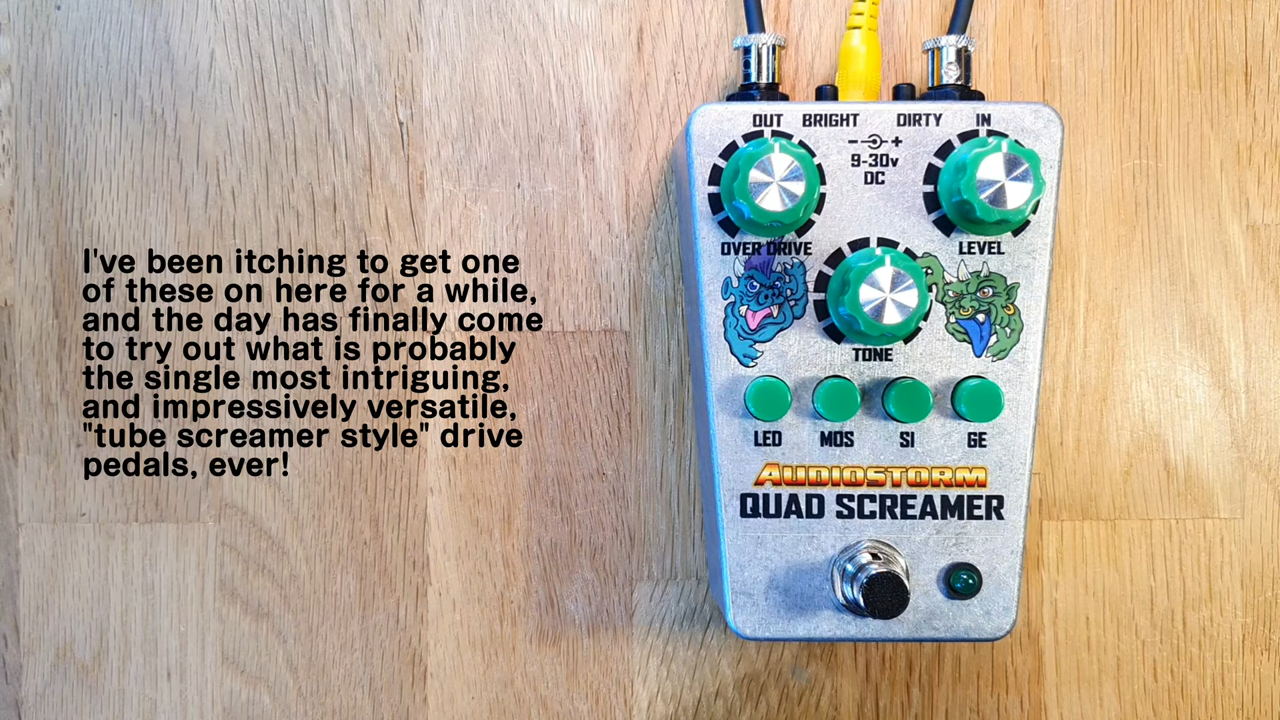 I've been itching to get one
of these on here for a while,
and the day has finally come
to try out what is probably
the single most intriguing,
and impressively versatile,
"tube screamer style" drive
pedals, ever!
OUT BRIGHT DIRTY IN
- +
9-30v
DC
OVER DRIVE
LEVEL
TONE
LED MOS SI GE
AUDIOSTORM
QUAD SCREAMER